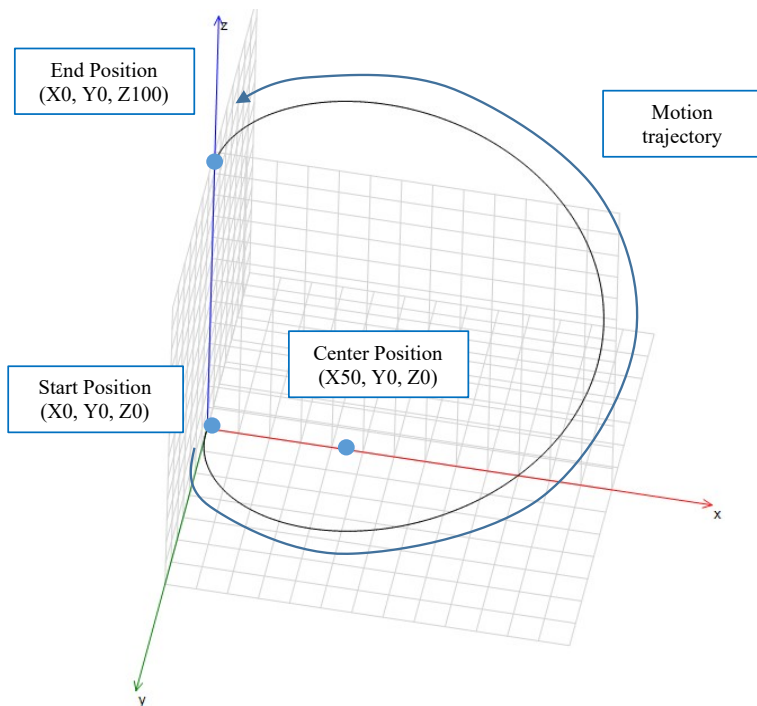 z
End Position
(X0, Y0, Z100)
Motion
trajectory
Center Position
(X50, Y0, Z0)
Start Position
(X0, Y0, Z0)
x
y